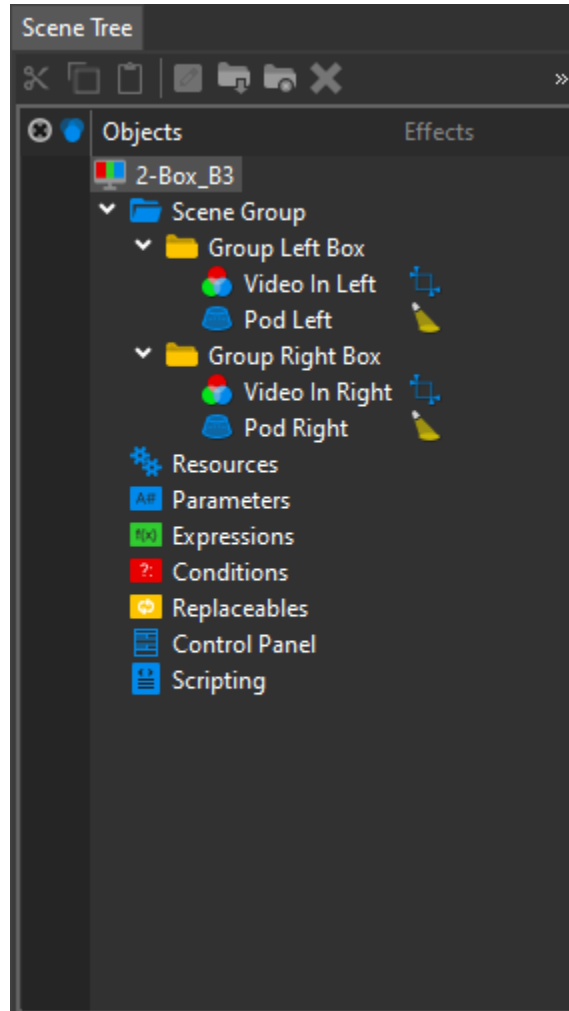 Scene Tree
»
Objects Effects
2-Box_B3
Scene Group
Group Left Box
Video In Left
Pod Left
Group Right Box
Video In Right
Pod Right
Resources
A# Parameters
f(x) Expressions
?: Conditions
Replaceables
Control Panel
Scripting